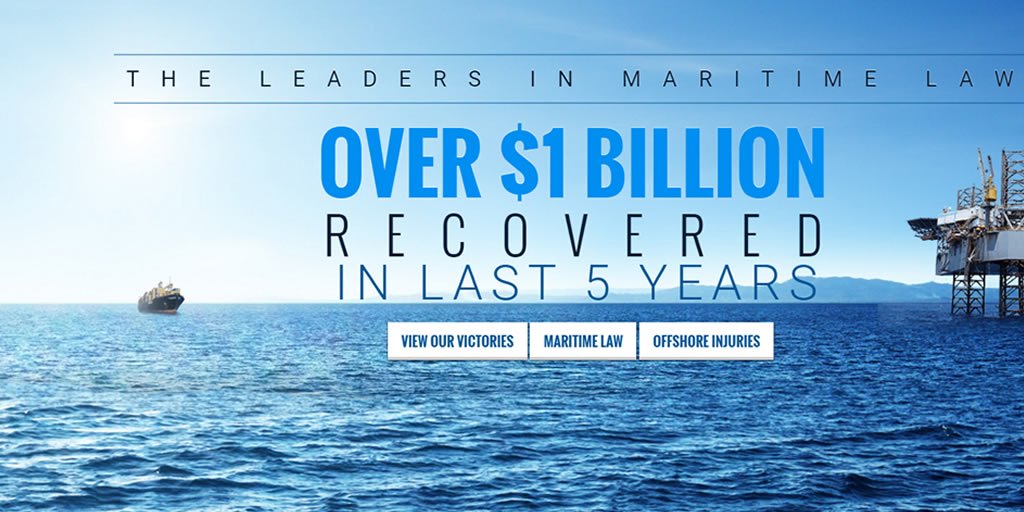 THE LEADERS IN MARITIME LAW
OVER $1 BILLION
RECOVERED
IN LAST 5 YEARS
VIEW OUR VICTORIES
MARITIME LAW
OFFSHORE INJURIES